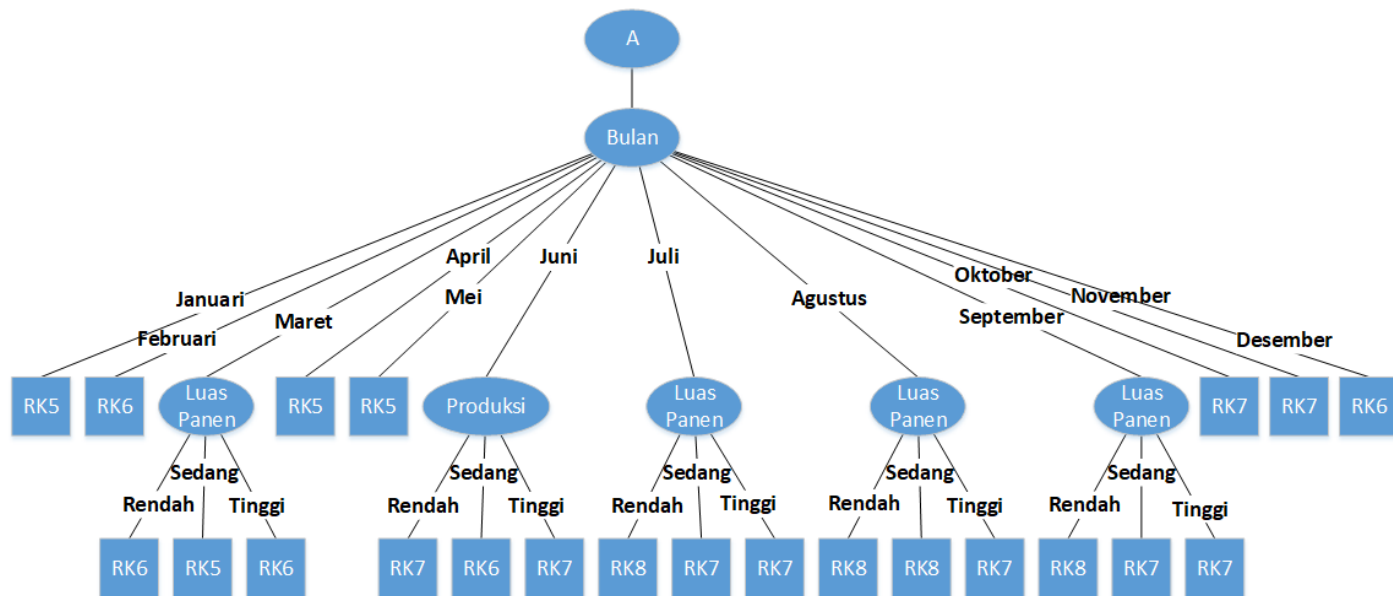 A
Bulan
April
Juni
Juli
Mei
Agustus
Oktober
Januari
November
Maret
September
Februari
Desember
RK5
RK6
Luas
Panen
RK5
RK5
Produksi
Luas
Panen
Luas
Panen
Luas
Panen
RK7
RK7
RK6
Rendah
Sedang
Tinggi
Rendah
Sedang
Tinggi
Rendah
Sedang
Tinggi
Rendah
Sedang
Tinggi
Rendah
Sedang
Tinggi
RK6
RK5
RK6
RK7
RK6
RK7
RK8
RK7
RK7
RK8
RK8
RK7
RK8
RK7
RK7